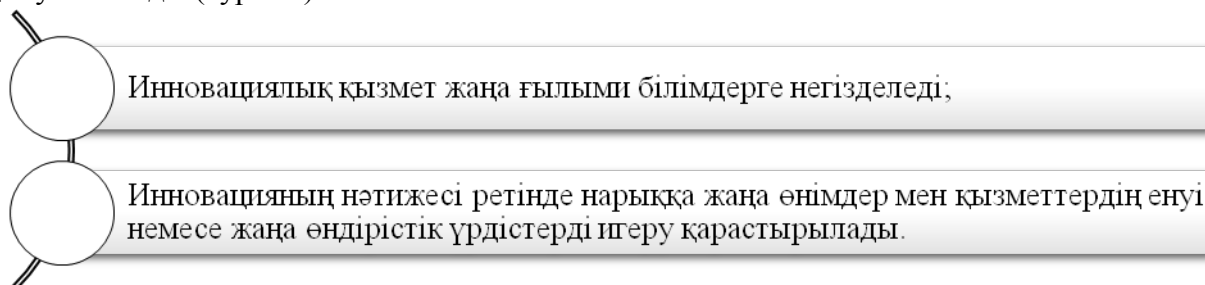 Инновациялық қызмет жаңа ғылыми білімдерге негізделеді;
Инновацияның нәтижесі ретінде нарыққа жаңа өнімдер мен қызметтердің енуі
немесе жаңа өндірістік үрдістерді игеру қарастырылады.